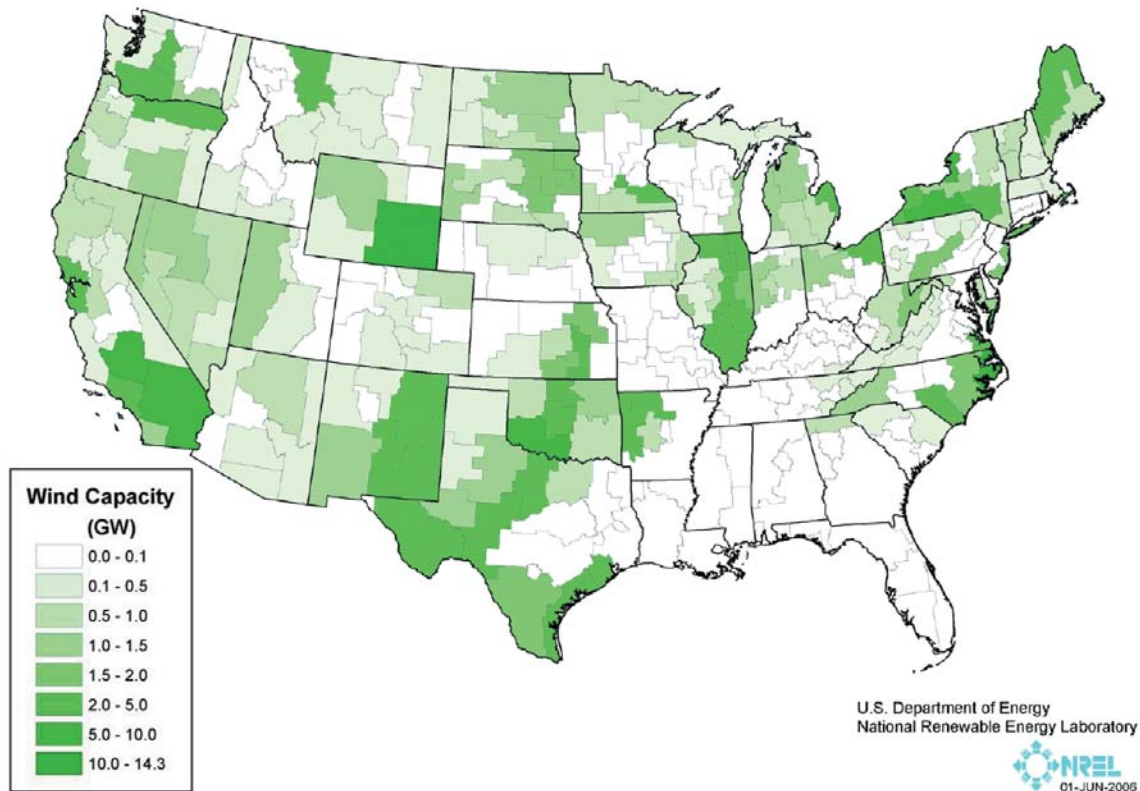 Wind Capacity
(GW)
0.0 - 0.1
0.1 - 0.5
0.5 - 1.0
1.0 - 1.5
1.5 - 2.0
2.0 - 5.0
5.0 - 10.0
10.0 - 14.3
U.S. Department of Energy
National Renewable Energy Laboratory
NREL
01-JUN-2006